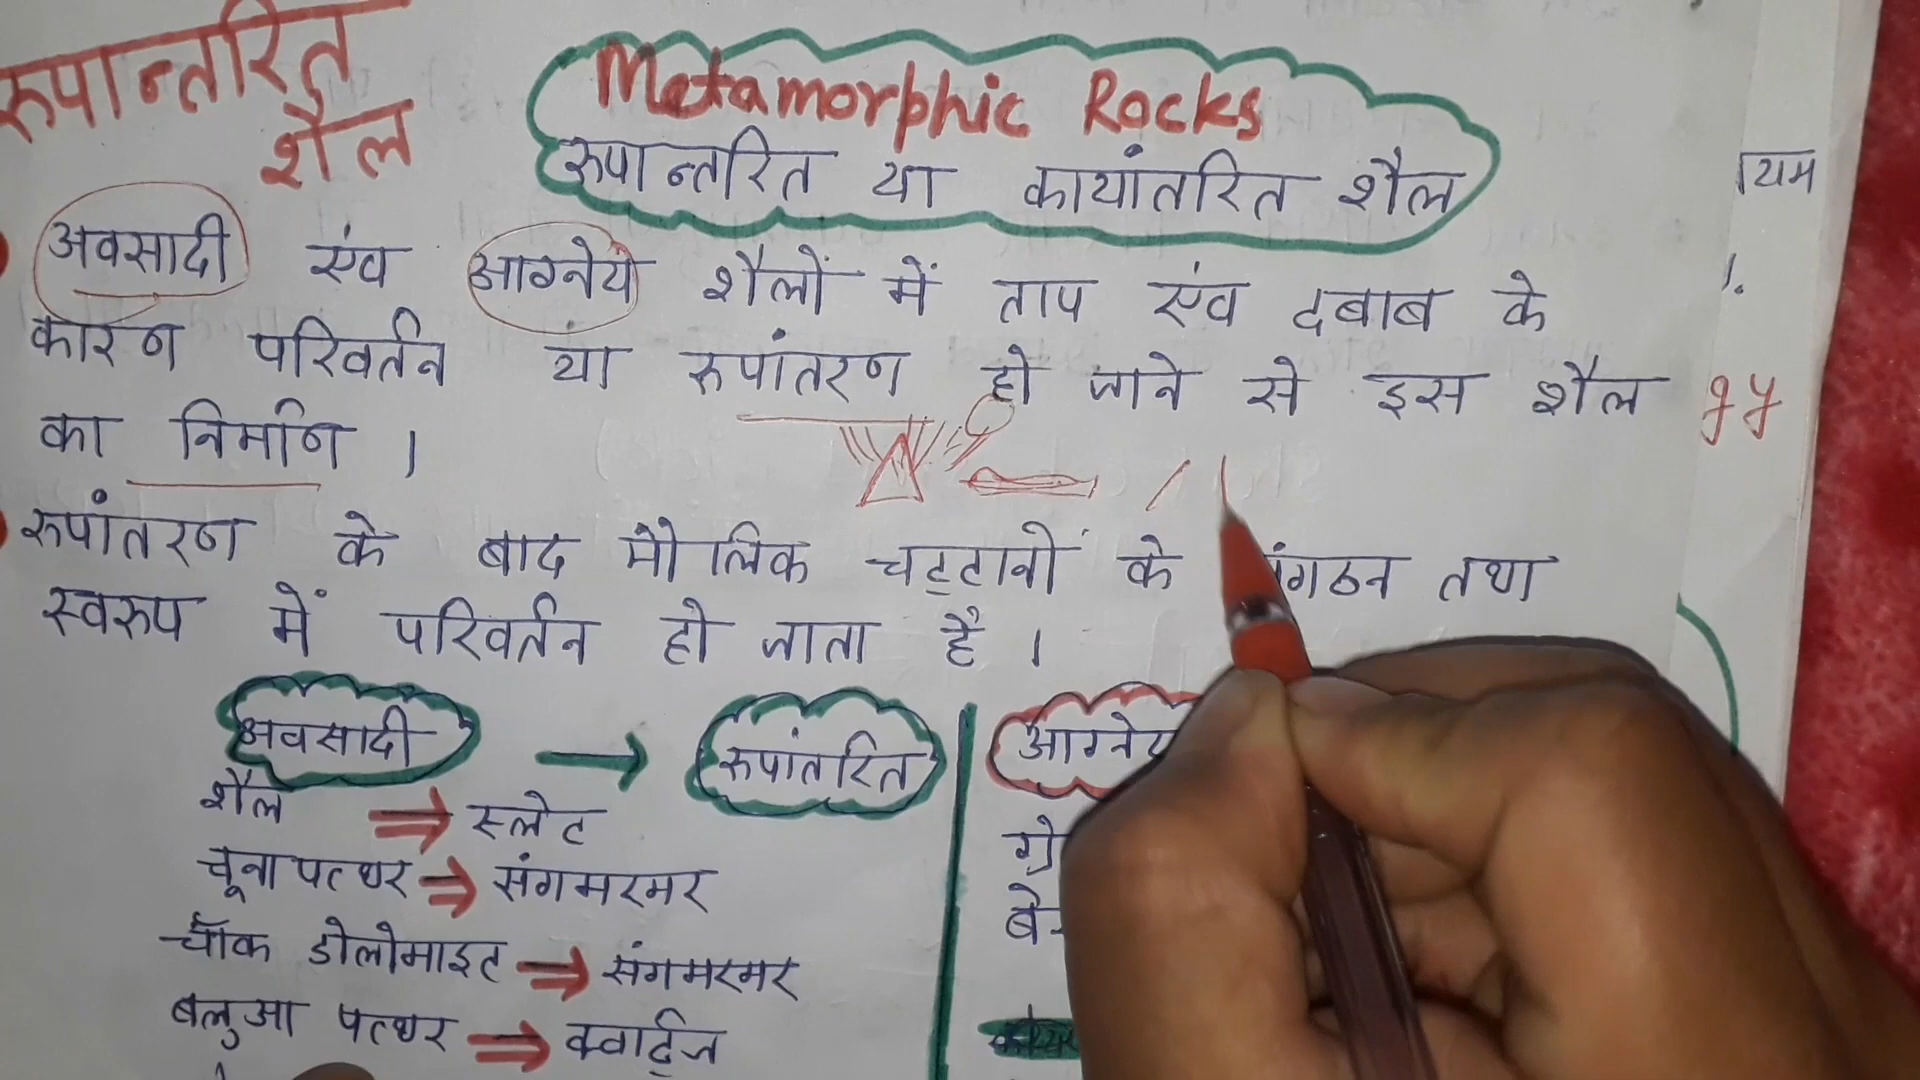 रुपान्तरित
शैल
Metamorphic Rocks
रुपान्तरित या कायांतरित शैल
अवसादी एंव आग्नेय शैलों में ताप एंव दबाब के
कारण परिवर्तन या रुपांतरण हो जाने से इस शैल
का निर्माण ।
रुपांतरण के बाद मौलिक चट्टानों के तथा
स्वरुप में परिवर्तन हो जाता है ।
अवसादी → रुपांतरित
शैल ⇒ स्लेट
चूना पत्थर ⇒ संगमरमर
चॉक डोलोमाइट ⇒ संगमरमर
बलुआ पत्थर ⇒ क्वार्ट्ज
आग्नेय